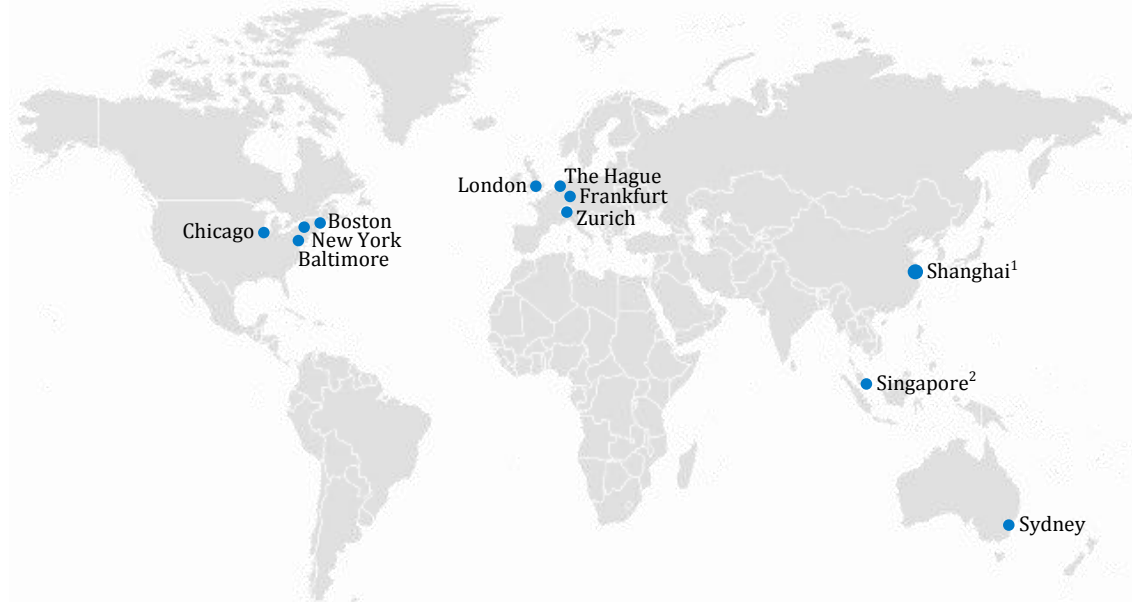 The Hague
London
Frankfurt
Zurich
Boston
Chicago
New York
Baltimore
Shanghai¹
Singapore²
Sydney